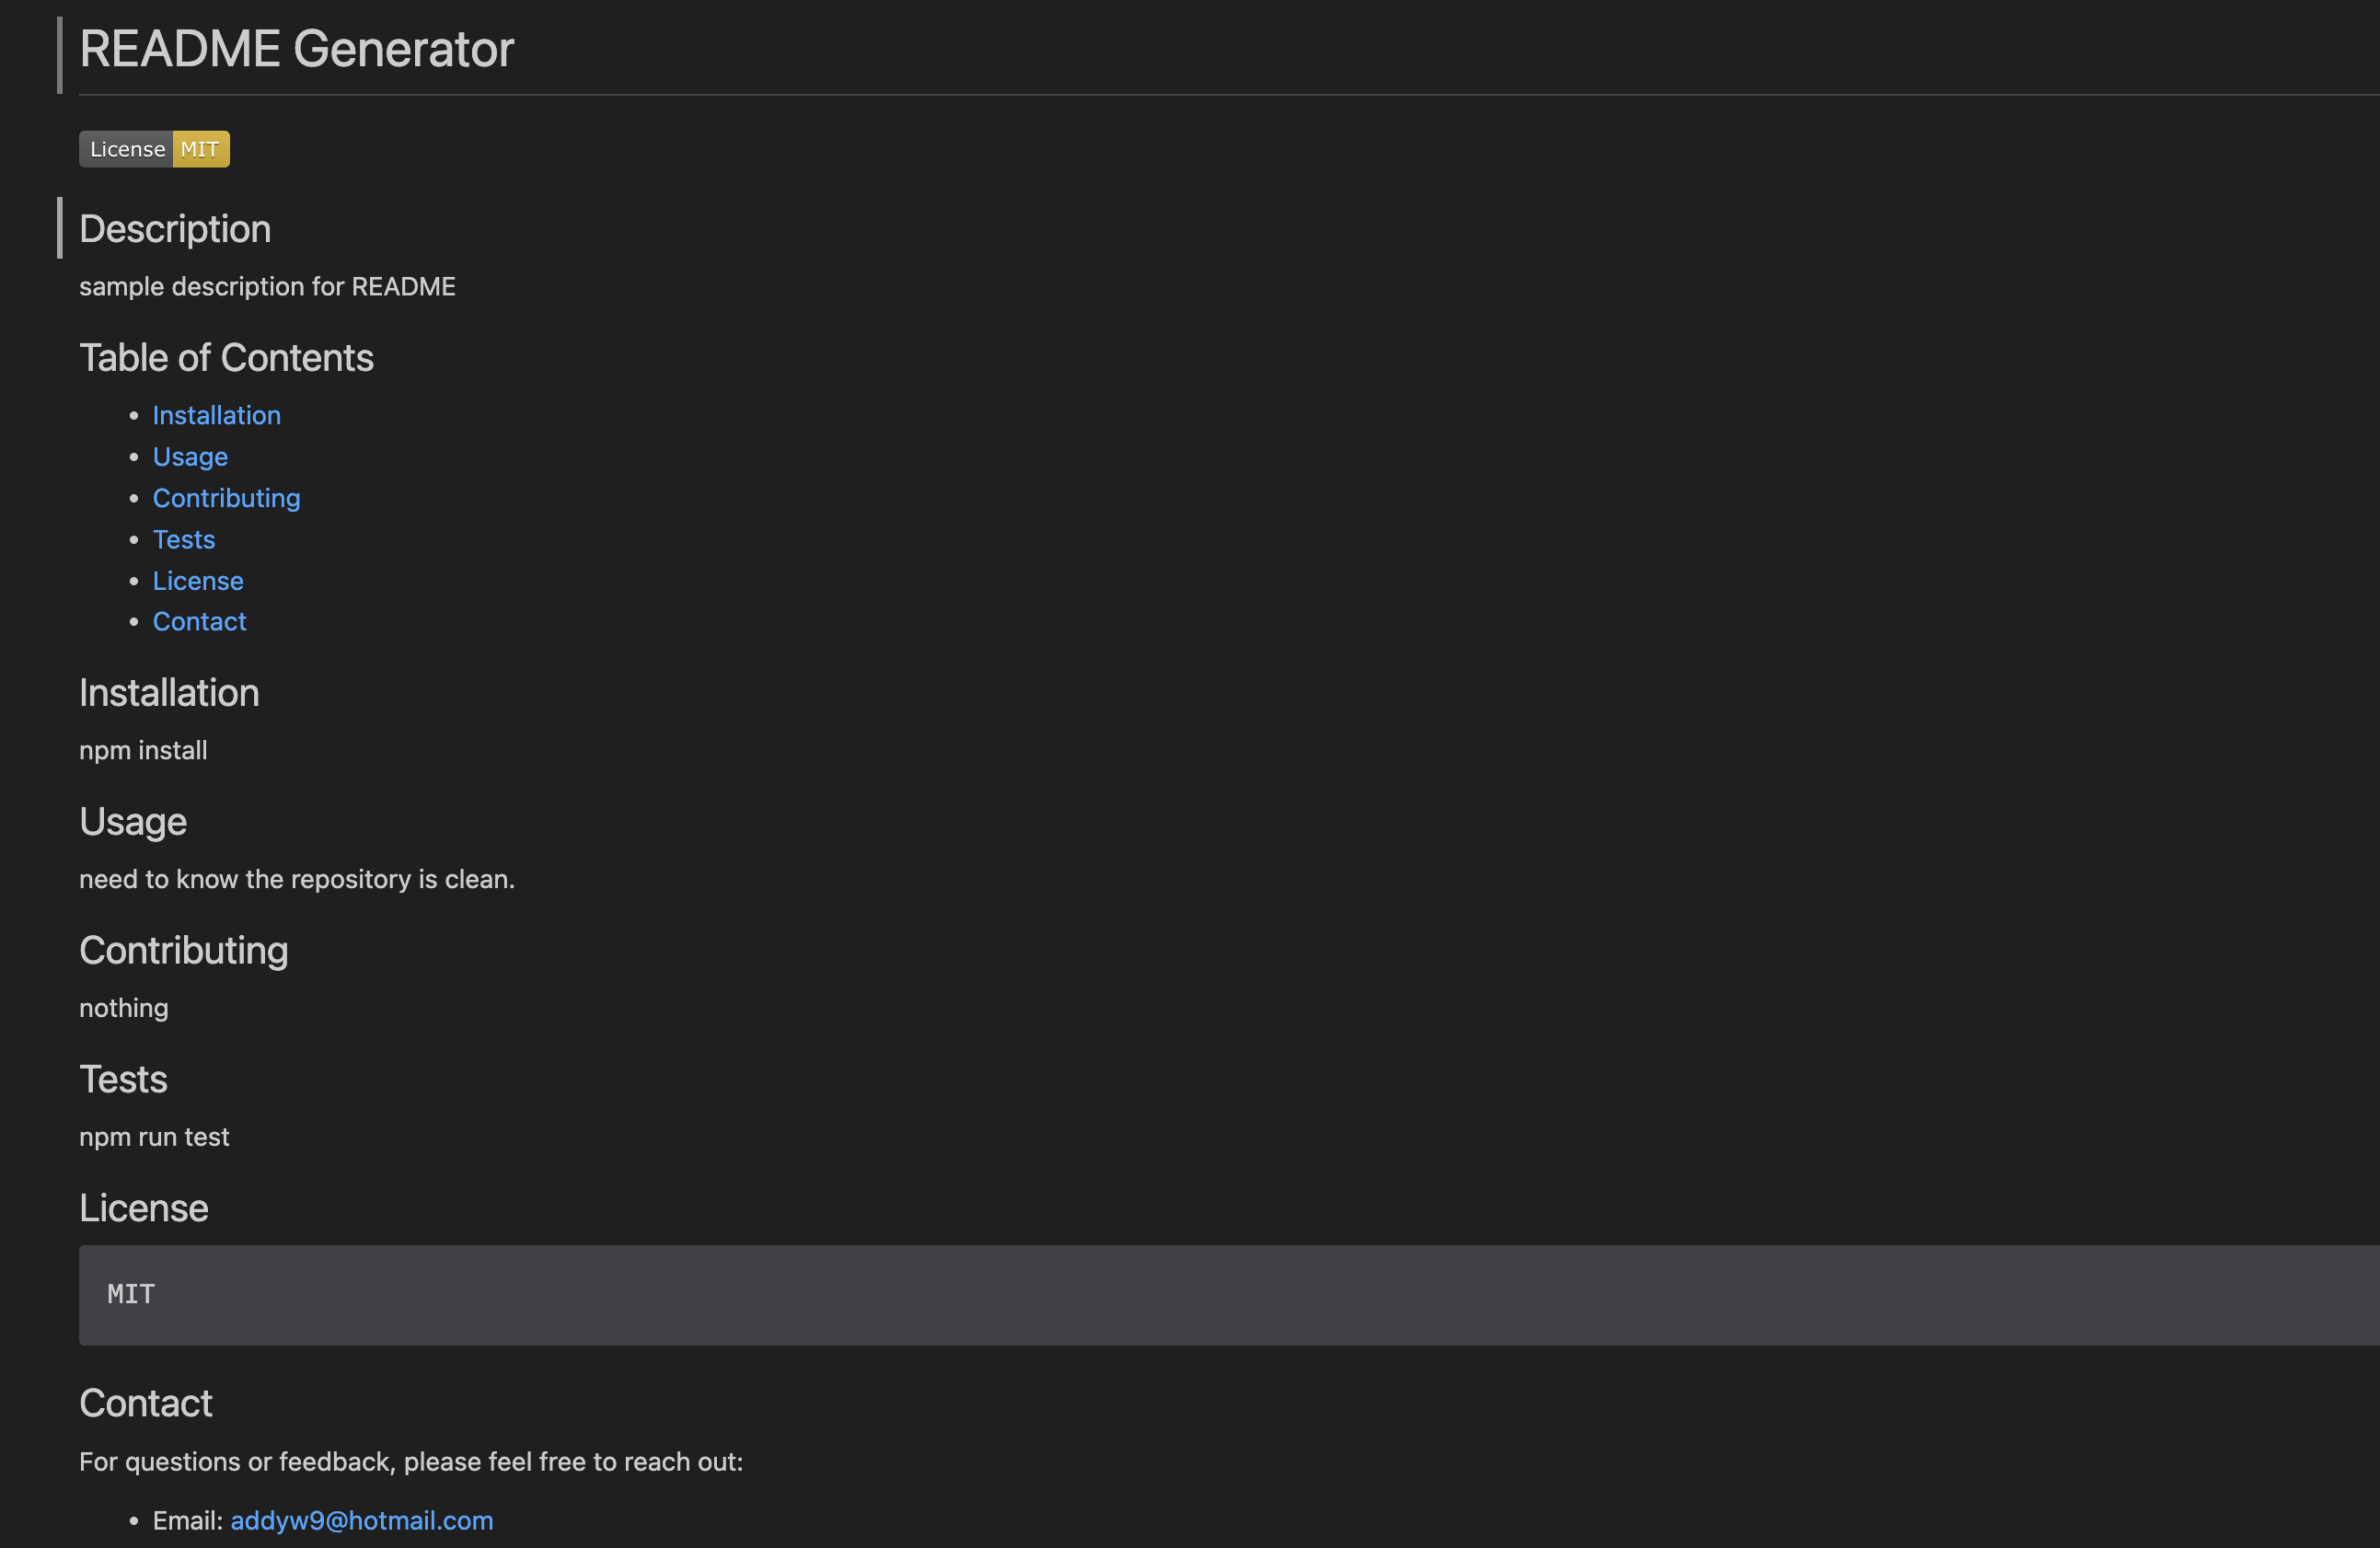 README Generator
License MIT
Description
sample description for README
Table of Contents
Installation
Usage
Contributing
Tests
License
Contact
Installation
npm install
Usage
need to know the repository is clean.
Contributing
nothing
Tests
npm run test
License
MIT
Contact
For questions or feedback, please feel free to reach out:
Email: addyw9@hotmail.com